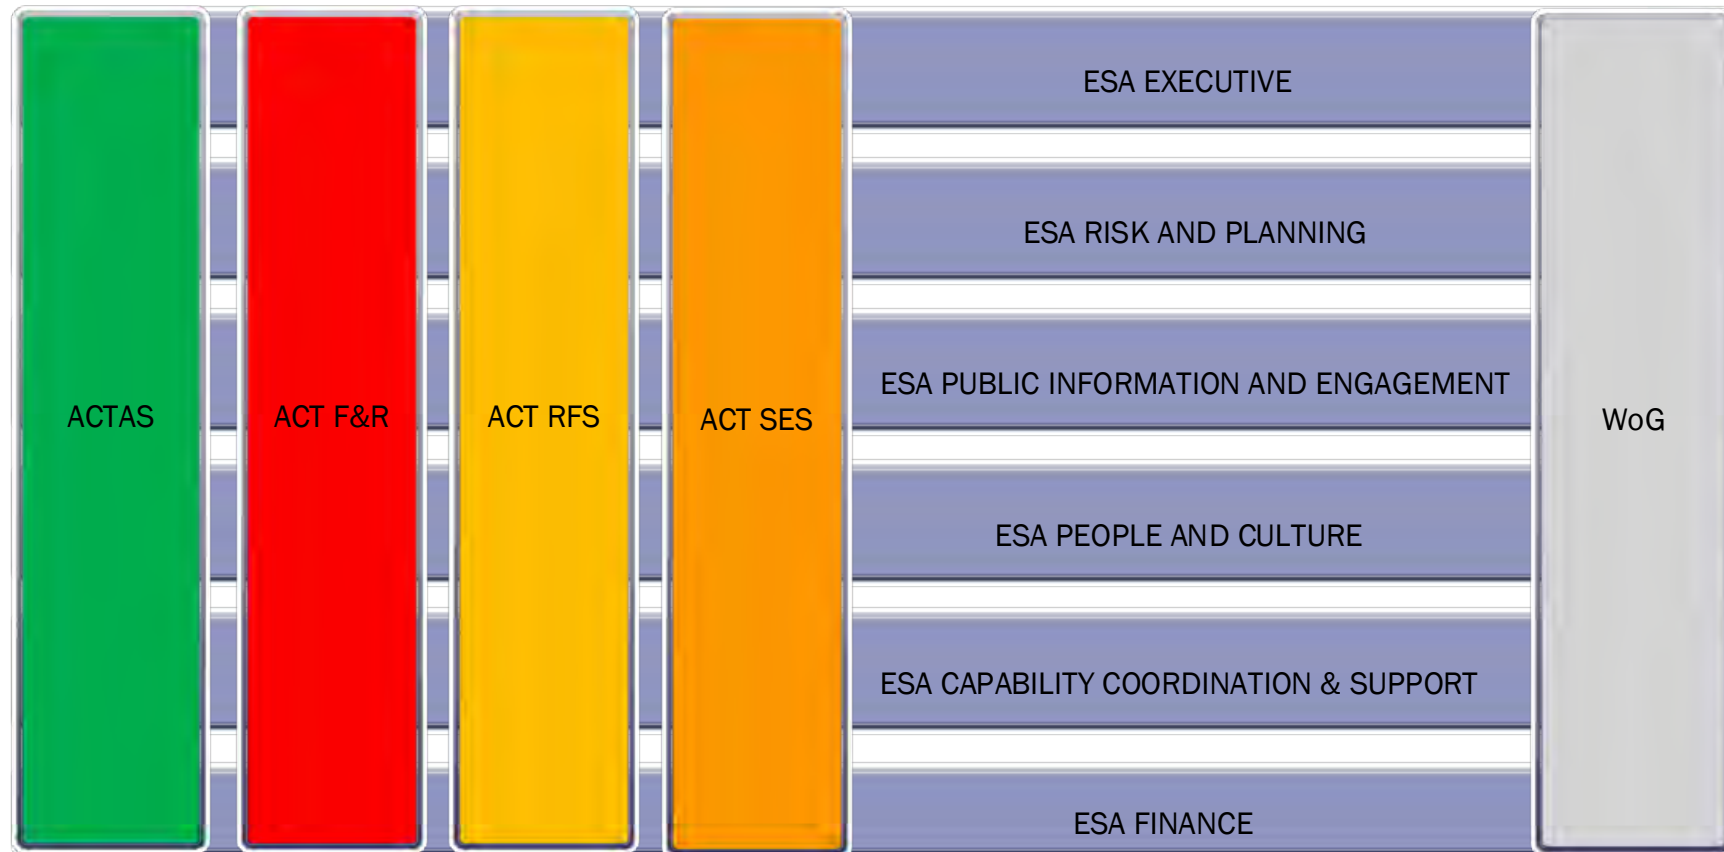 ESA EXECUTIVE
ESA RISK AND PLANNING
ESA PUBLIC INFORMATION AND ENGAGEMENT
ACTAS
ACT F&R
ACT RFS
ACT SES
WoG
ESA PEOPLE AND CULTURE
ESA CAPABILITY COORDINATION & SUPPORT
ESA FINANCE